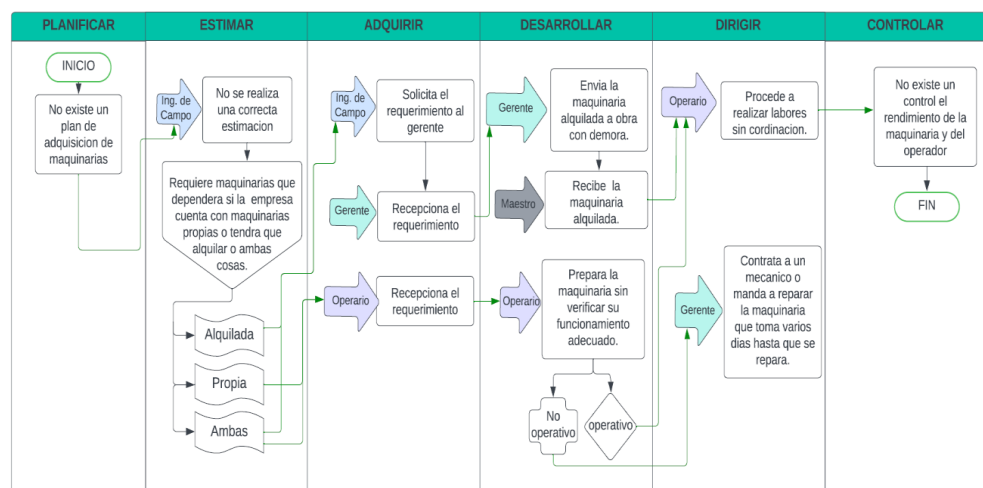 PLANIFICAR
ESTIMAR
ADQUIRIR
DESARROLLAR
DIRIGIR
CONTROLAR
INICIO
No existe un
plan de
adquisicion de
maquinarias
Ing. de
Campo
No se realiza
una correcta
estimacion
Requiere maquinarias que
dependera si la empresa
cuenta con maquinarias
propias o tendra que
alquilar o ambas
cosas.
Alquilada
Propia
Ambas
Ing. de
Campo
Solicita el
requerimiento al
gerente
Gerente
Recepciona el
requerimiento
Operario
Recepciona el
requerimiento
Gerente
Envia la
maquinaria
alquilada a obra
con demora.
Maestro
Recibe la
maquinaria
alquilada.
Operario
Prepara la
maquinaria sin
verificar su
funcionamiento
adecuado.
No
operativo
operativo
Operario
Procede a
realizar labores
sin cordinacion.
Gerente
Contrata a un
mecanico o
manda a reparar
la maquinaria
que toma varios
dias hasta que se
repara.
No existe un
control el
rendimiento de la
maquinaria y del
operador
FIN